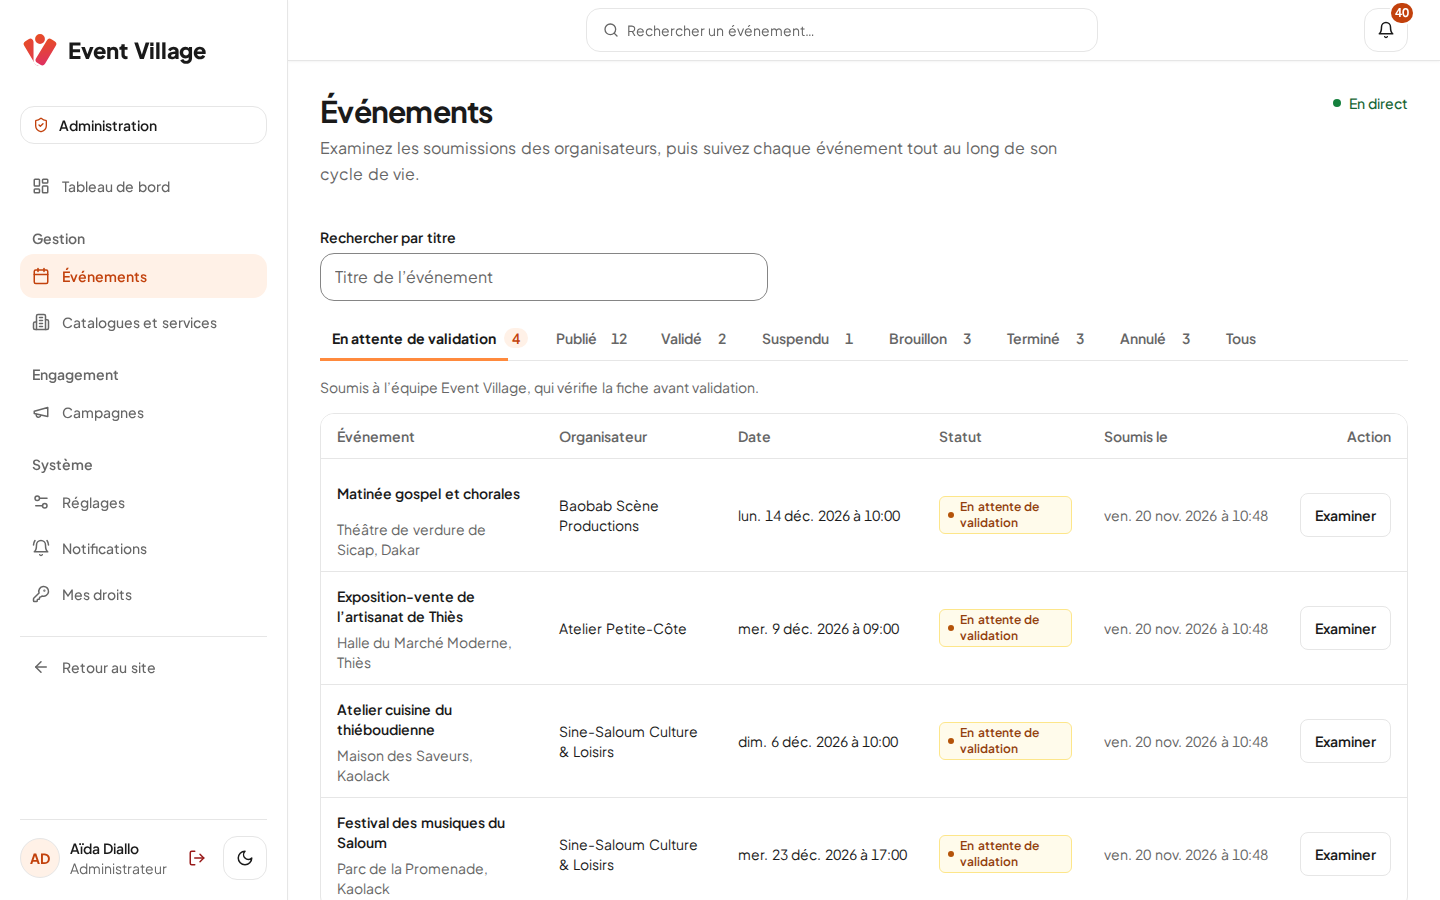 Event Village
Rechercher un événement…
40
Administration
Tableau de bord
Gestion
Événements
Catalogues et services
Engagement
Campagnes
Système
Réglages
Notifications
Mes droits
Retour au site
AD
Aïda Diallo
Administrateur
Événements
En direct
Examinez les soumissions des organisateurs, puis suivez chaque événement tout au long de son
cycle de vie.
Rechercher par titre
Titre de l’événement
En attente de validation 4 Publié 12 Validé 2 Suspendu 1 Brouillon 3 Terminé 3 Annulé 3 Tous
Soumis à l’équipe Event Village, qui vérifie la fiche avant validation.
Événement Organisateur Date Statut Soumis le Action
Matinée gospel et chorales
Théâtre de verdure de
Sicap, Dakar
Baobab Scène
Productions
lun. 14 déc. 2026 à 10:00
En attente de
validation
ven. 20 nov. 2026 à 10:48
Examiner
Exposition-vente de
l’artisanat de Thiès
Halle du Marché Moderne,
Thiès
Atelier Petite-Côte
mer. 9 déc. 2026 à 09:00
En attente de
validation
ven. 20 nov. 2026 à 10:48
Examiner
Atelier cuisine du
thiéboudienne
Maison des Saveurs,
Kaolack
Sine-Saloum Culture
& Loisirs
dim. 6 déc. 2026 à 10:00
En attente de
validation
ven. 20 nov. 2026 à 10:48
Examiner
Festival des musiques du
Saloum
Parc de la Promenade,
Kaolack
Sine-Saloum Culture
& Loisirs
mer. 23 déc. 2026 à 17:00
En attente de
validation
ven. 20 nov. 2026 à 10:48
Examiner